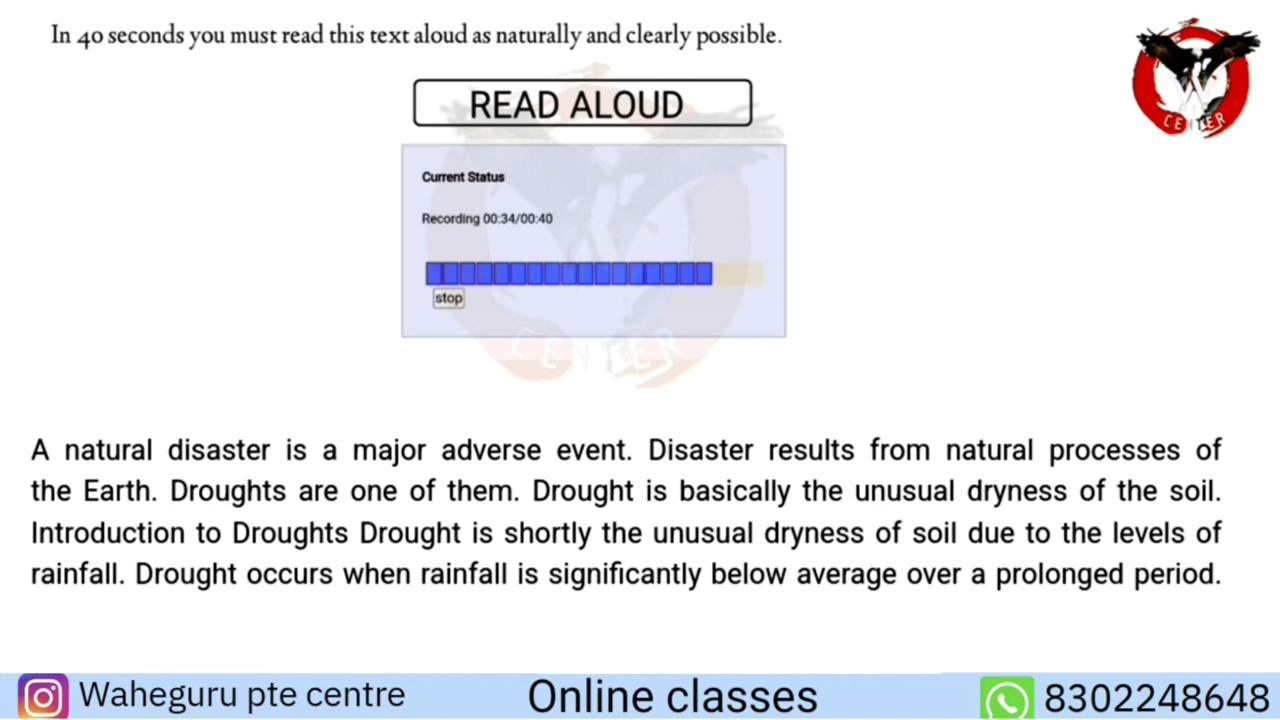 In 40 seconds you must read this text aloud as naturally and clearly possible.
READ ALOUD
Current Status
Recording 00:34/00:40
stop
CENTER
W
CENTER
A natural disaster is a major adverse event. Disaster results from natural processes of
the Earth. Droughts are one of them. Drought is basically the unusual dryness of the soil.
Introduction to Droughts Drought is shortly the unusual dryness of soil due to the levels of
rainfall. Drought occurs when rainfall is significantly below average over a prolonged period.
Waheguru pte centre
Online classes
8302248648